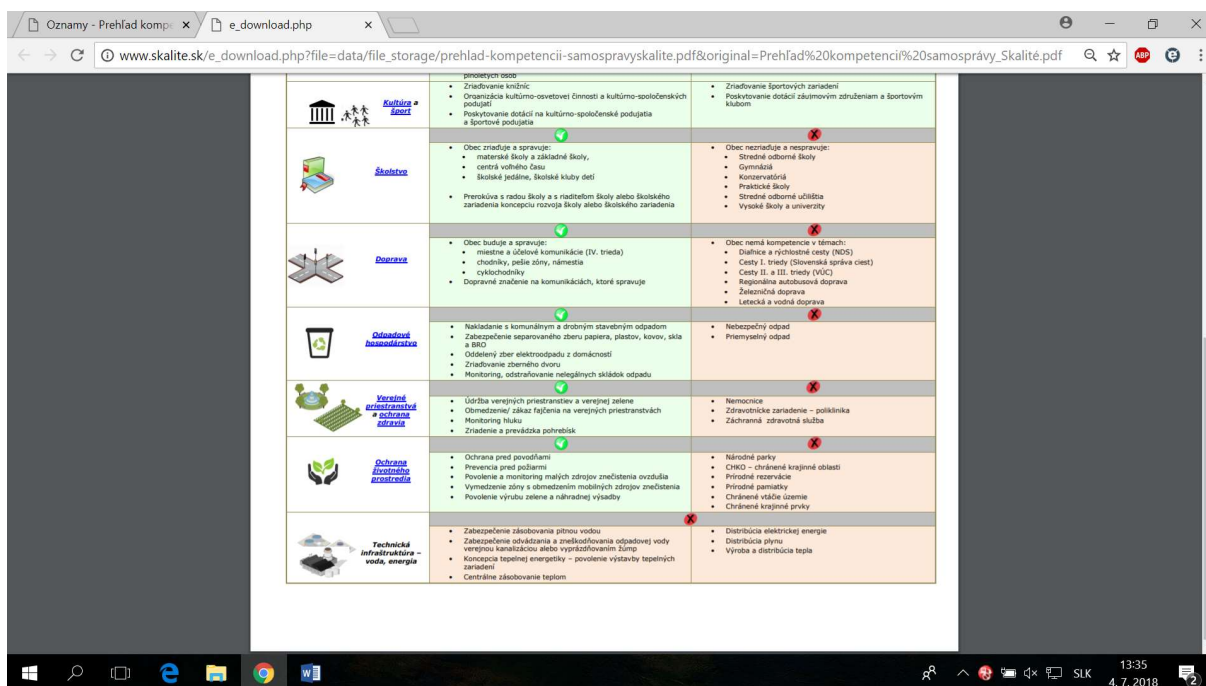 Oznamy - Prehľad kompe
e_download.php
www.skalite.sk/e_download.php?file=data/file_storage/prehlad-kompetencii-samospravyskalite.pdf&original=Prehľad%20kompetencií%20samosprávy_Skalité.pdf
ABP
plnoletých osôb
Kultúra a
šport
• Zriaďovanie knižníc
• Organizácia kultúrno-osvetovej činnosti a kultúrno-spoločenských
podujatí
• Poskytovanie dotácií na kultúrno-spoločenské podujatia
a športové podujatia
• Zriaďovanie športových zariadení
• Poskytovanie dotácií záujmovým združeniam a športovým
klubom
Školstvo
• Obec zriaďuje a spravuje:
• materské školy a základné školy,
• centrá voľného času
• školské jedálne, školské kluby detí
• Prerokúva s radou školy a s riaditeľom školy alebo školského
zariadenia koncepciu rozvoja školy alebo školského zariadenia
• Obec nezriaďuje a nespravuje:
• Stredné odborné školy
• Gymnáziá
• Konzervatóriá
• Praktické školy
• Stredné odborné učilištia
• Vysoké školy a univerzity
Doprava
• Obec buduje a spravuje:
• miestne a účelové komunikácie (IV. trieda)
• chodníky, pešie zóny, námestia
• cyklochodníky
• Dopravné značenie na komunikáciách, ktoré spravuje
• Obec nemá kompetencie v témach:
• Diaľnice a rýchlostné cesty (NDS)
• Cesty I. triedy (Slovenská správa ciest)
• Cesty II. a III. triedy (VÚC)
• Regionálna autobusová doprava
• Železničná doprava
• Letecká a vodná doprava
Odpadové
hospodárstvo
• Nakladanie s komunálnym a drobným stavebným odpadom
• Zabezpečenie separovaného zberu papiera, plastov, kovov, skla
a BRO
• Oddelený zber elektroodpadu z domácností
• Zriaďovanie zberného dvoru
• Monitoring, odstraňovanie nelegálnych skládok odpadu
• Nebezpečný odpad
• Priemyselný odpad
Verejné
priestranstvá
a ochrana
zdravia
• Údržba verejných priestranstiev a verejnej zelene
• Obmedzenie/ zákaz fajčenia na verejných priestranstvách
• Monitoring hluku
• Zriadenie a prevádzka pohrebísk
• Nemocnice
• Zdravotnícke zariadenie – poliklinika
• Záchranná zdravotná služba
Ochrana
životného
prostredia
• Ochrana pred povodňami
• Prevencia pred požiarmi
• Povolenie a monitoring malých zdrojov znečistenia ovzdušia
• Vymedzenie zóny s obmedzením mobilných zdrojov znečistenia
• Povolenie výrubu zelene a náhradnej výsadby
• Národné parky
• CHKO – chránené krajinné oblasti
• Prírodné rezervácie
• Prírodné pamiatky
• Chránené vtáčie územie
• Chránené krajinné prvky
Technická
infraštruktúra –
voda, energia
• Zabezpečenie zásobovania pitnou vodou
• Zabezpečenie odvádzania a zneškodňovania odpadovej vody
verejnou kanalizáciou alebo vyprázdňovaním žúmp
• Koncepcia tepelnej energetiky – povolenie výstavby tepelných
zariadení
• Centrálne zásobovanie teplom
• Distribúcia elektrickej energie
• Distribúcia plynu
• Výroba a distribúcia tepla
SLK
13:35
4. 7. 2018
2